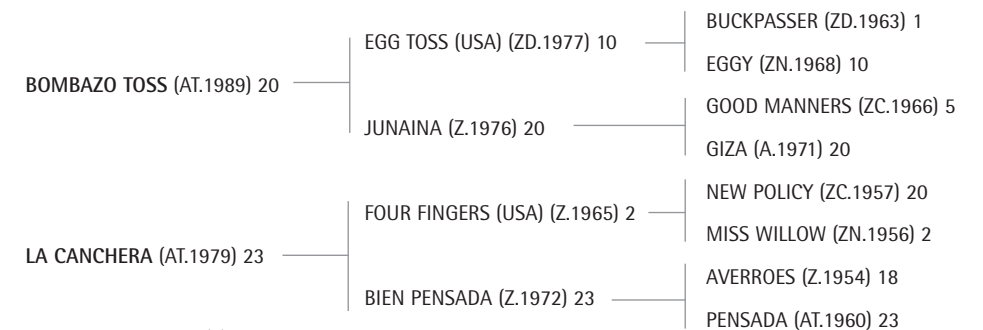 BUCKPASSER (ZD.1963) 1
EGG TOSS (USA) (ZD.1977) 10
EGGY (ZN.1968) 10
BOMBAZO TOSS (AT.1989) 20
GOOD MANNERS (ZC.1966) 5
JUNAINA (Z.1976) 20
GIZA (A.1971) 20
NEW POLICY (ZC.1957) 20
FOUR FINGERS (USA) (Z.1965) 2
MISS WILLOW (ZN.1956) 2
LA CANCHERA (AT.1979) 23
AVERROES (Z.1954) 18
BIEN PENSADA (Z.1972) 23
PENSADA (AT.1960) 23